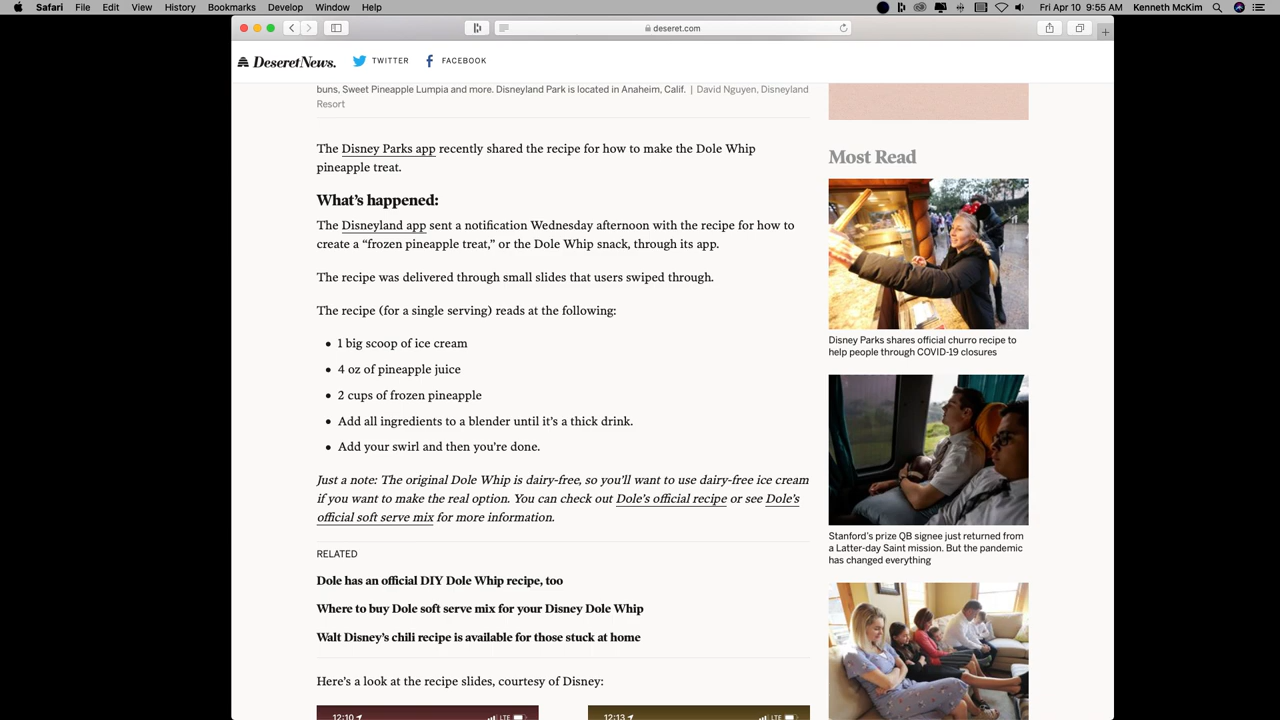 Safari File Edit View History Bookmarks Develop Window Help Fri Apr 10 9:55 AM Kenneth McKim
deseret.com
Deseret News. TWITTER FACEBOOK
buns, Sweet Pineapple Lumpia and more. Disneyland Park is located in Anaheim, Calif. | David Nguyen, Disneyland
Resort
The Disney Parks app recently shared the recipe for how to make the Dole Whip
pineapple treat.
What’s happened:
The Disneyland app sent a notification Wednesday afternoon with the recipe for how to
create a “frozen pineapple treat,” or the Dole Whip snack, through its app.
The recipe was delivered through small slides that users swiped through.
The recipe (for a single serving) reads at the following:
• 1 big scoop of ice cream
• 4 oz of pineapple juice
• 2 cups of frozen pineapple
• Add all ingredients to a blender until it’s a thick drink.
• Add your swirl and then you’re done.
Just a note: The original Dole Whip is dairy-free, so you’ll want to use dairy-free ice cream
if you want to make the real option. You can check out Dole’s official recipe or see Dole’s
official soft serve mix for more information.
RELATED
Dole has an official DIY Dole Whip recipe, too
Where to buy Dole soft serve mix for your Disney Dole Whip
Walt Disney’s chili recipe is available for those stuck at home
Here’s a look at the recipe slides, courtesy of Disney:
12:10 LTE
12:13 LTE
Most Read
Disney Parks shares official churro recipe to
help people through COVID-19 closures
Stanford’s prize QB signee just returned from
a Latter-day Saint mission. But the pandemic
has changed everything